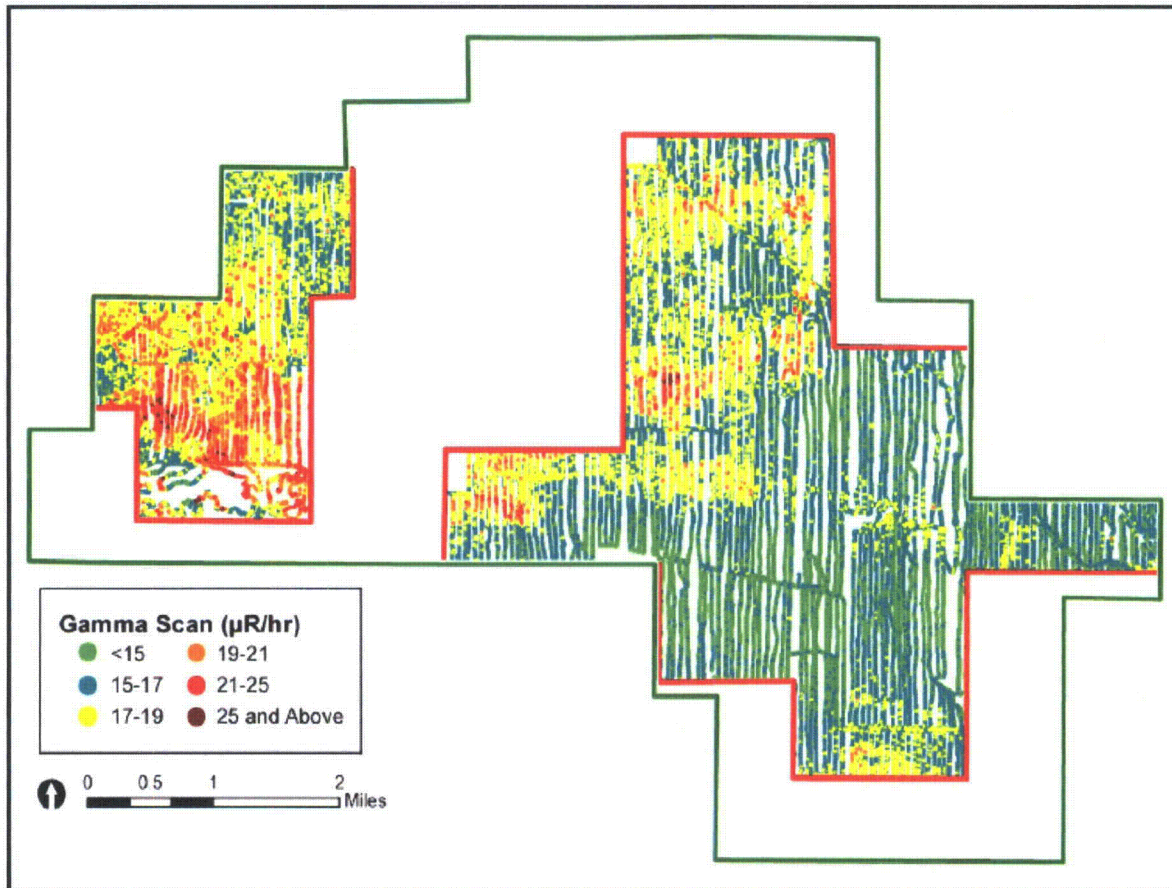 Gamma Scan (µR/hr)
<15 19-21
15-17 21-25
17-19 25 and Above
0 0.5 1 2
Miles